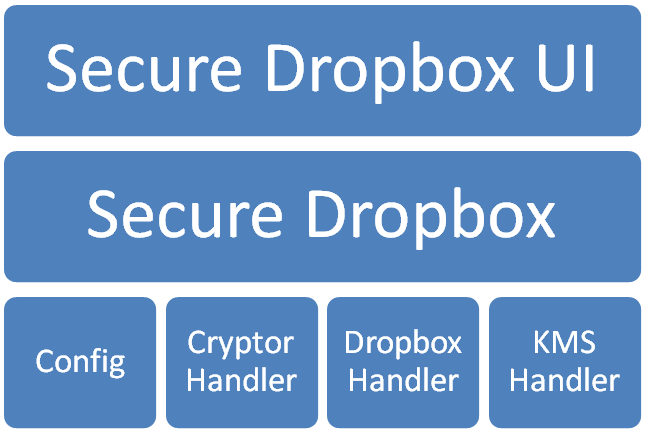 Secure Dropbox UI
Secure Dropbox
Config
Cryptor
Handler
Dropbox
Handler
KMS
Handler